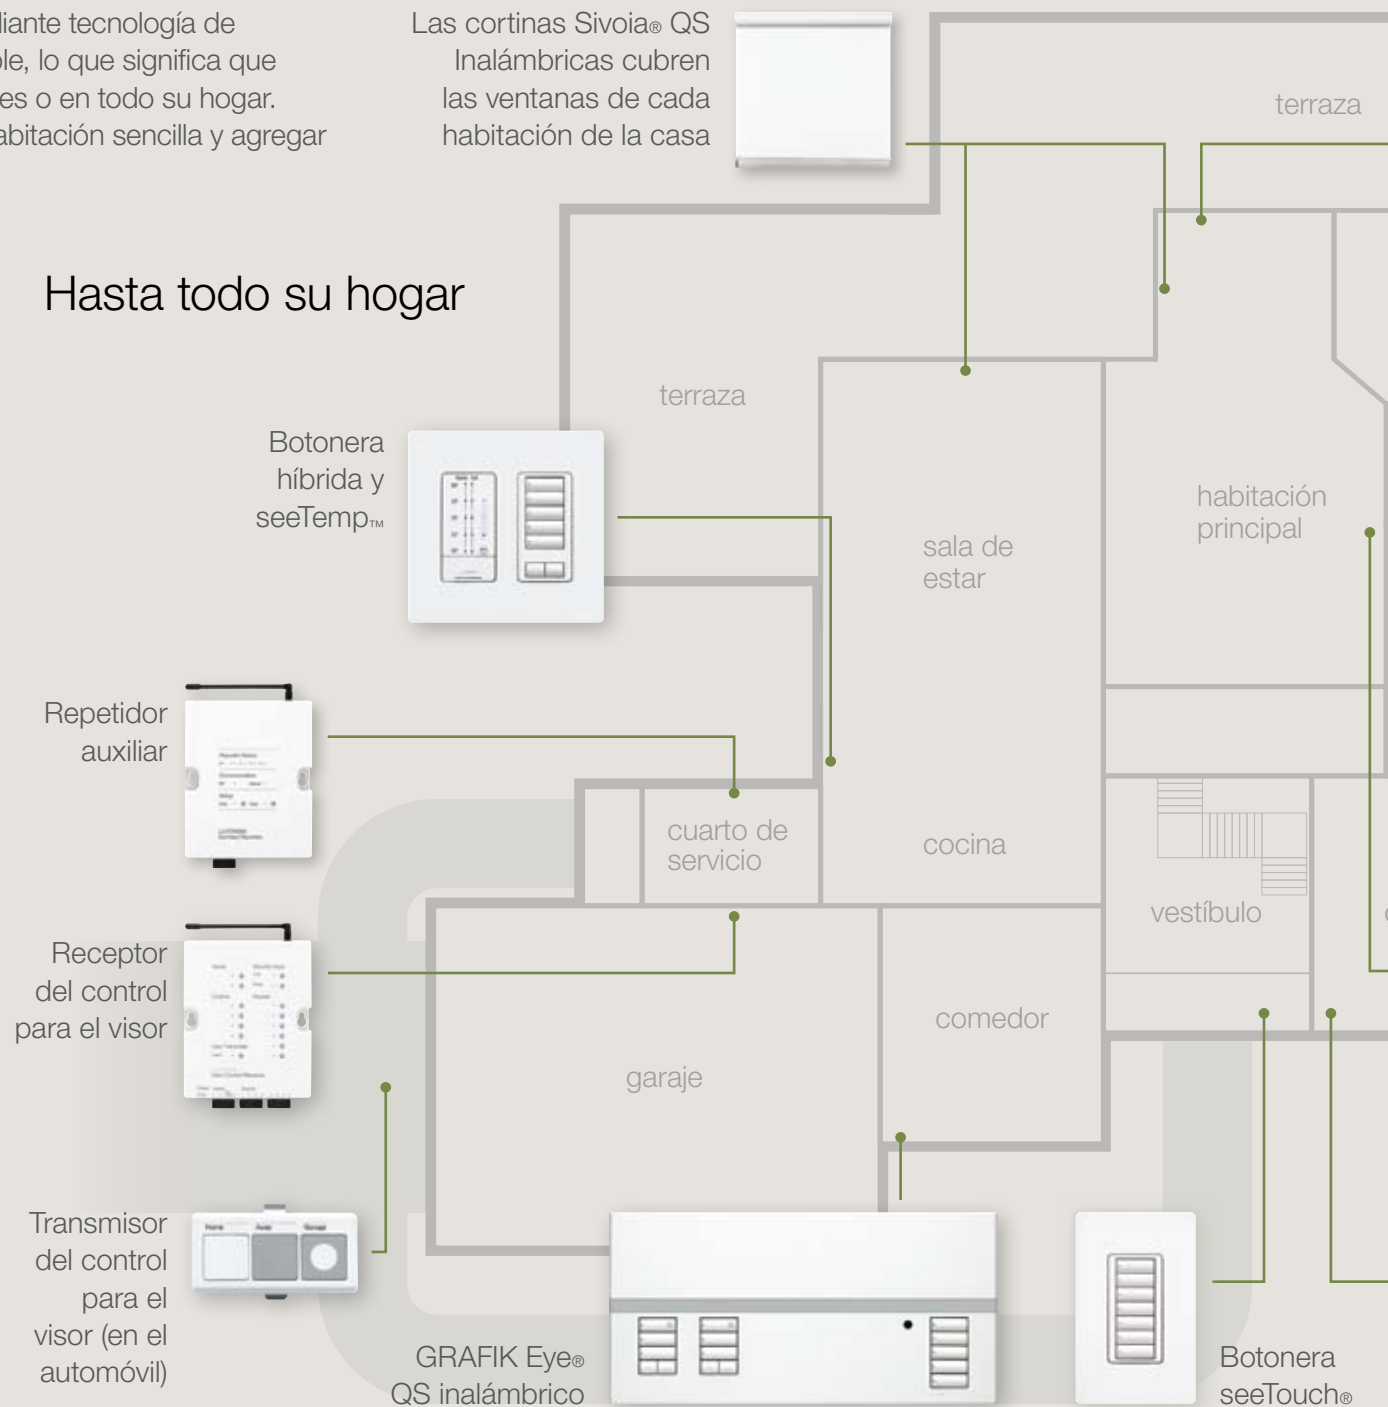 diante tecnología de
ble, lo que significa que
es o en todo su hogar.
abitación sencilla y agregar
Las cortinas Sivoia® QS
Inalámbricas cubren
las ventanas de cada
habitación de la casa
terraza
Hasta todo su hogar
terraza
Botonera
híbrida y
seeTemp™
habitación
principal
sala de
estar
Repetidor
auxiliar
cuarto de
servicio
cocina
vestíbulo
Receptor
del control
para el visor
comedor
garaje
Transmisor
del control
para el
visor (en el
automóvil)
GRAFIK Eye®
QS inalámbrico
Botonera
seeTouch®